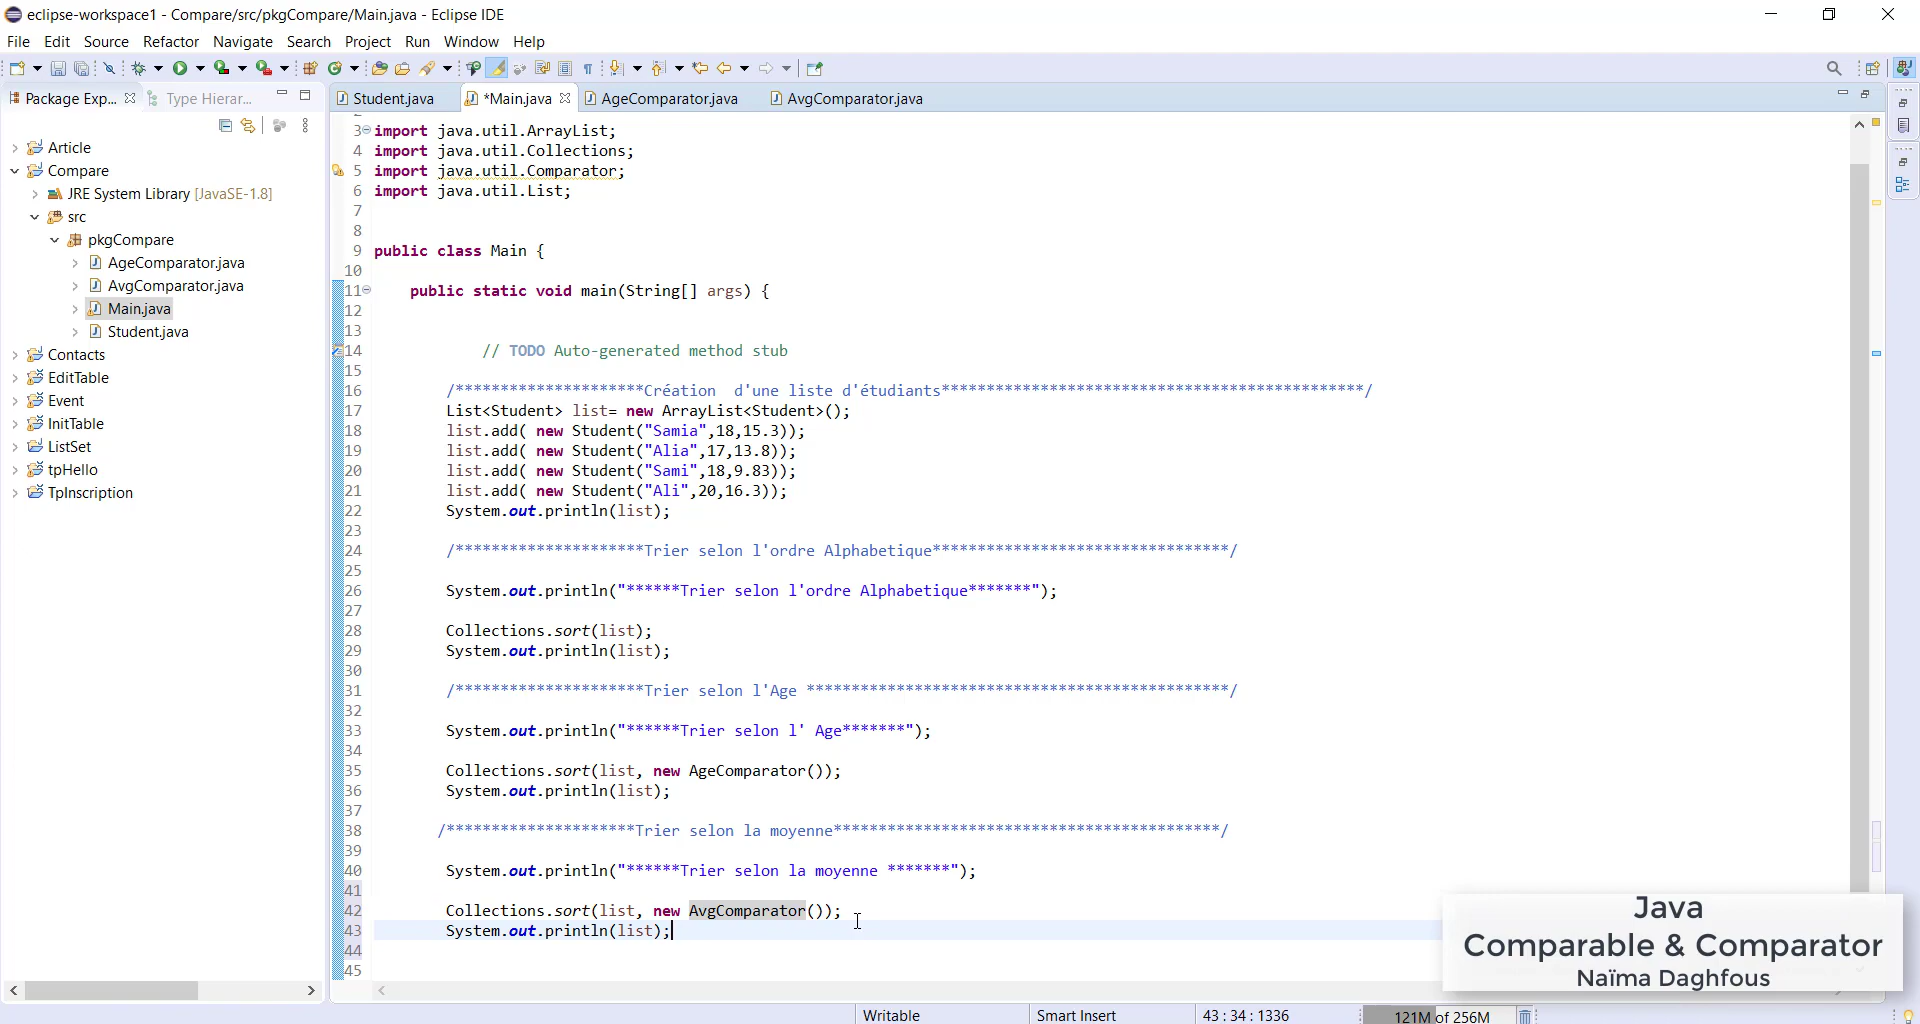 eclipse-workspace1 - Compare/src/pkgCompare/Main.java - Eclipse IDE
File Edit Source Refactor Navigate Search Project Run Window Help
Package Exp... Type Hierar...
Student.java *Main.java AgeComparator.java AvgComparator.java
Article
Compare
JRE System Library [JavaSE-1.8]
src
pkgCompare
AgeComparator.java
AvgComparator.java
Main.java
Student.java
Contacts
EditTable
Event
InitTable
ListSet
tpHello
TpInscription
3 import java.util.ArrayList;
4 import java.util.Collections;
5 import java.util.Comparator;
6 import java.util.List;
7
8
9 public class Main {
10
11 public static void main(String[] args) {
12
13
14 // TODO Auto-generated method stub
15
16 /*********************Création  d'une liste d'étudiants***********************************************/
17 List<Student> list= new ArrayList<Student>();
18 list.add( new Student("Samia",18,15.3));
19 list.add( new Student("Alia",17,13.8));
20 list.add( new Student("Sami",18,9.83));
21 list.add( new Student("Ali",20,16.3));
22 System.out.println(list);
23
24 /*********************Trier selon l'ordre Alphabetique*********************************/
25
26 System.out.println("******Trier selon l'ordre Alphabetique*******");
27
28 Collections.sort(list);
29 System.out.println(list);
30
31 /*********************Trier selon l'Age ***********************************************/
32
33 System.out.println("******Trier selon l' Age*******");
34
35 Collections.sort(list, new AgeComparator());
36 System.out.println(list);
37
38 /*********************Trier selon la moyenne*******************************************/
39
40 System.out.println("******Trier selon la moyenne *******");
41
42 Collections.sort(list, new AvgComparator());
43 System.out.println(list);
44
45
Java
Comparable & Comparator
Naïma Daghfous
Writable Smart Insert 43 : 34 : 1336 121M of 256M